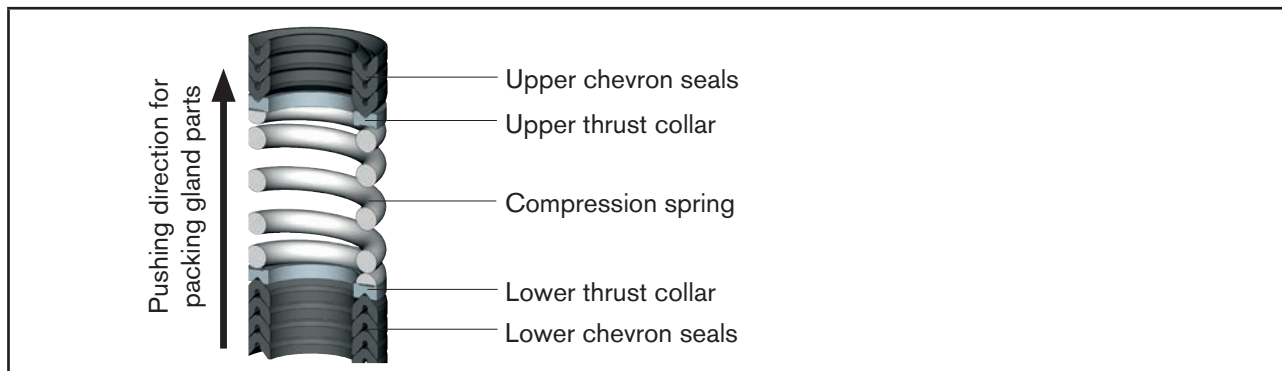 Pushing direction for
packing gland parts
Upper chevron seals
Upper thrust collar
Compression spring
Lower thrust collar
Lower chevron seals